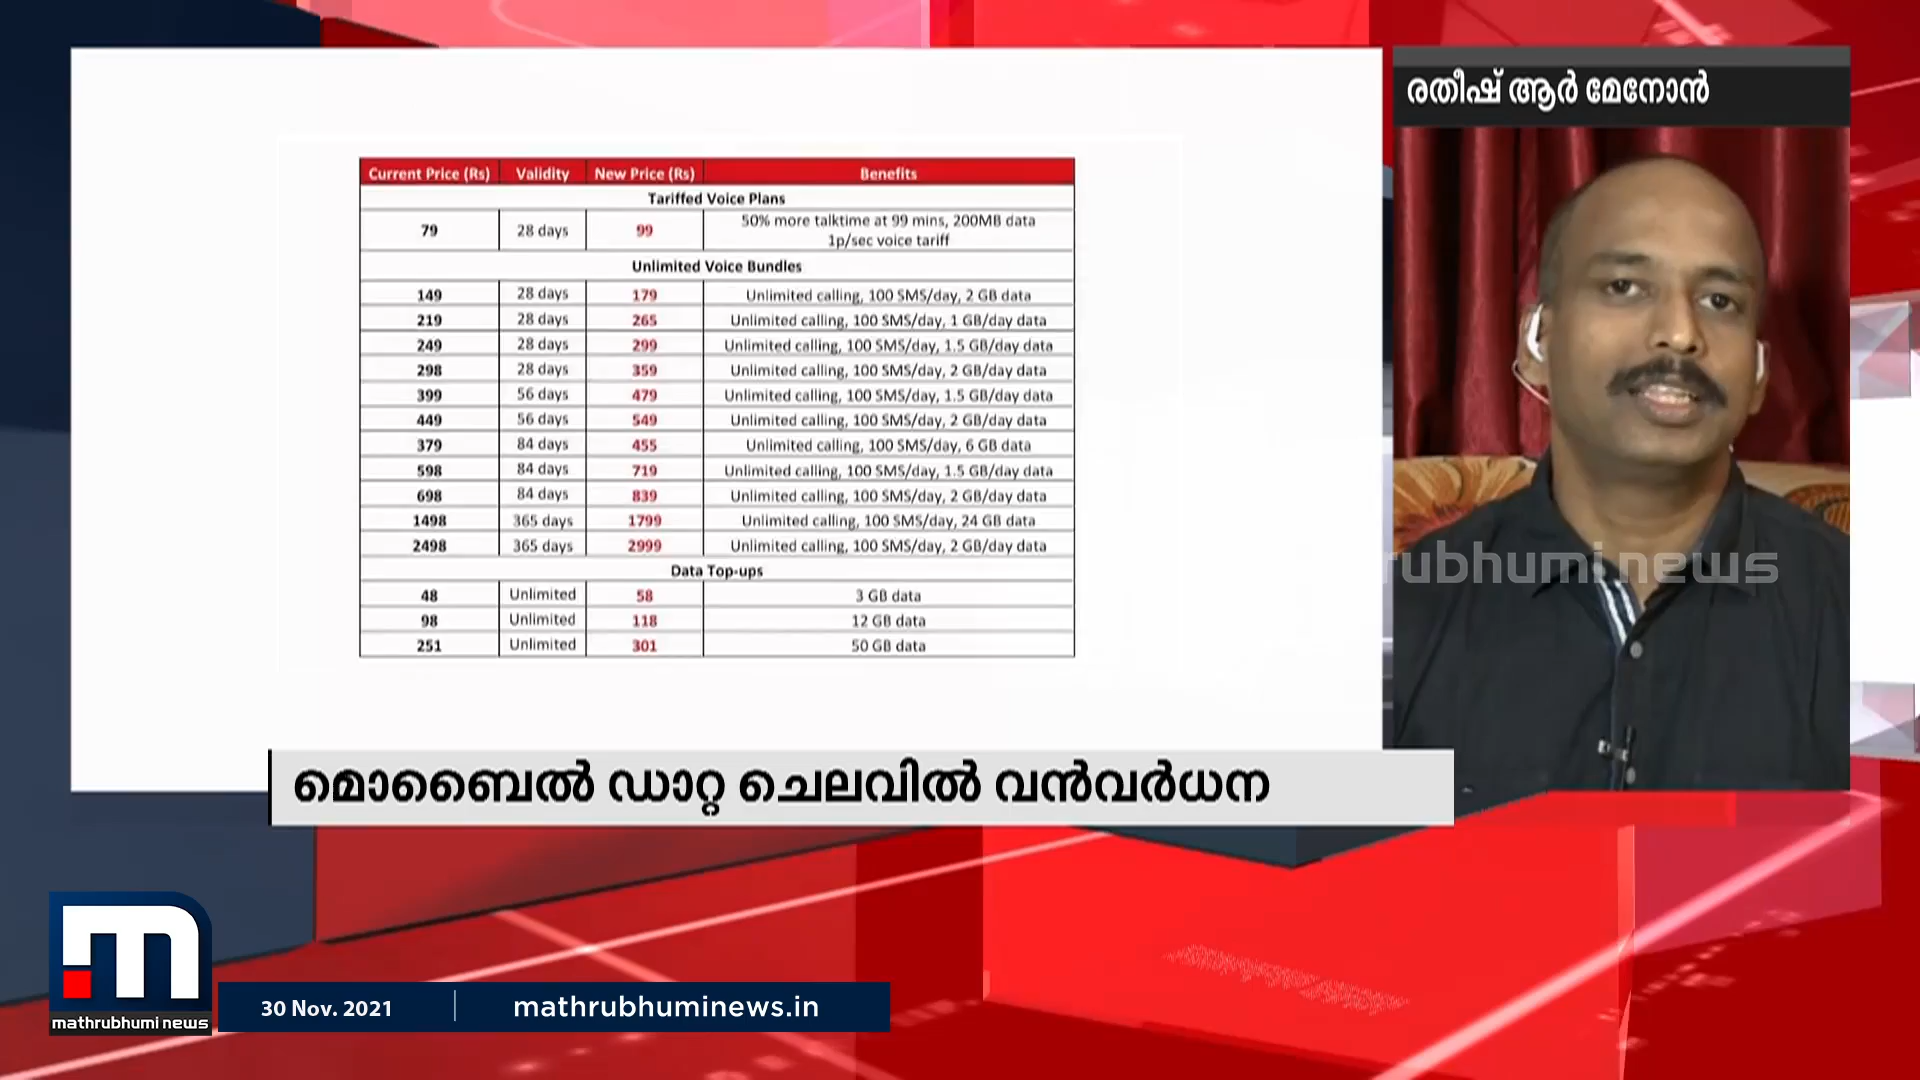 രതീഷ് ആർ മേനോൻ
Current Price (Rs) Validity New Price (Rs) Benefits
Tariffed Voice Plans
79 28 days 99 50% more talktime at 99 mins, 200MB data
1p/sec voice tariff
Unlimited Voice Bundles
149 28 days 179 Unlimited calling, 100 SMS/day, 2 GB data
219 28 days 265 Unlimited calling, 100 SMS/day, 1 GB/day data
249 28 days 299 Unlimited calling, 100 SMS/day, 1.5 GB/day data
298 28 days 359 Unlimited calling, 100 SMS/day, 2 GB/day data
399 56 days 479 Unlimited calling, 100 SMS/day, 1.5 GB/day data
449 56 days 549 Unlimited calling, 100 SMS/day, 2 GB/day data
379 84 days 455 Unlimited calling, 100 SMS/day, 6 GB data
598 84 days 719 Unlimited calling, 100 SMS/day, 1.5 GB/day data
698 84 days 839 Unlimited calling, 100 SMS/day, 2 GB/day data
1498 365 days 1799 Unlimited calling, 100 SMS/day, 24 GB data
2498 365 days 2999 Unlimited calling, 100 SMS/day, 2 GB/day data
Data Top-ups
48 Unlimited 58 3 GB data
98 Unlimited 118 12 GB data
251 Unlimited 301 50 GB data
rubhumi news
മൊബൈൽ ഡാറ്റ ചെലവിൽ വൻവർധന
mathrubhumi news
30 Nov. 2021 mathrubhuminews.in